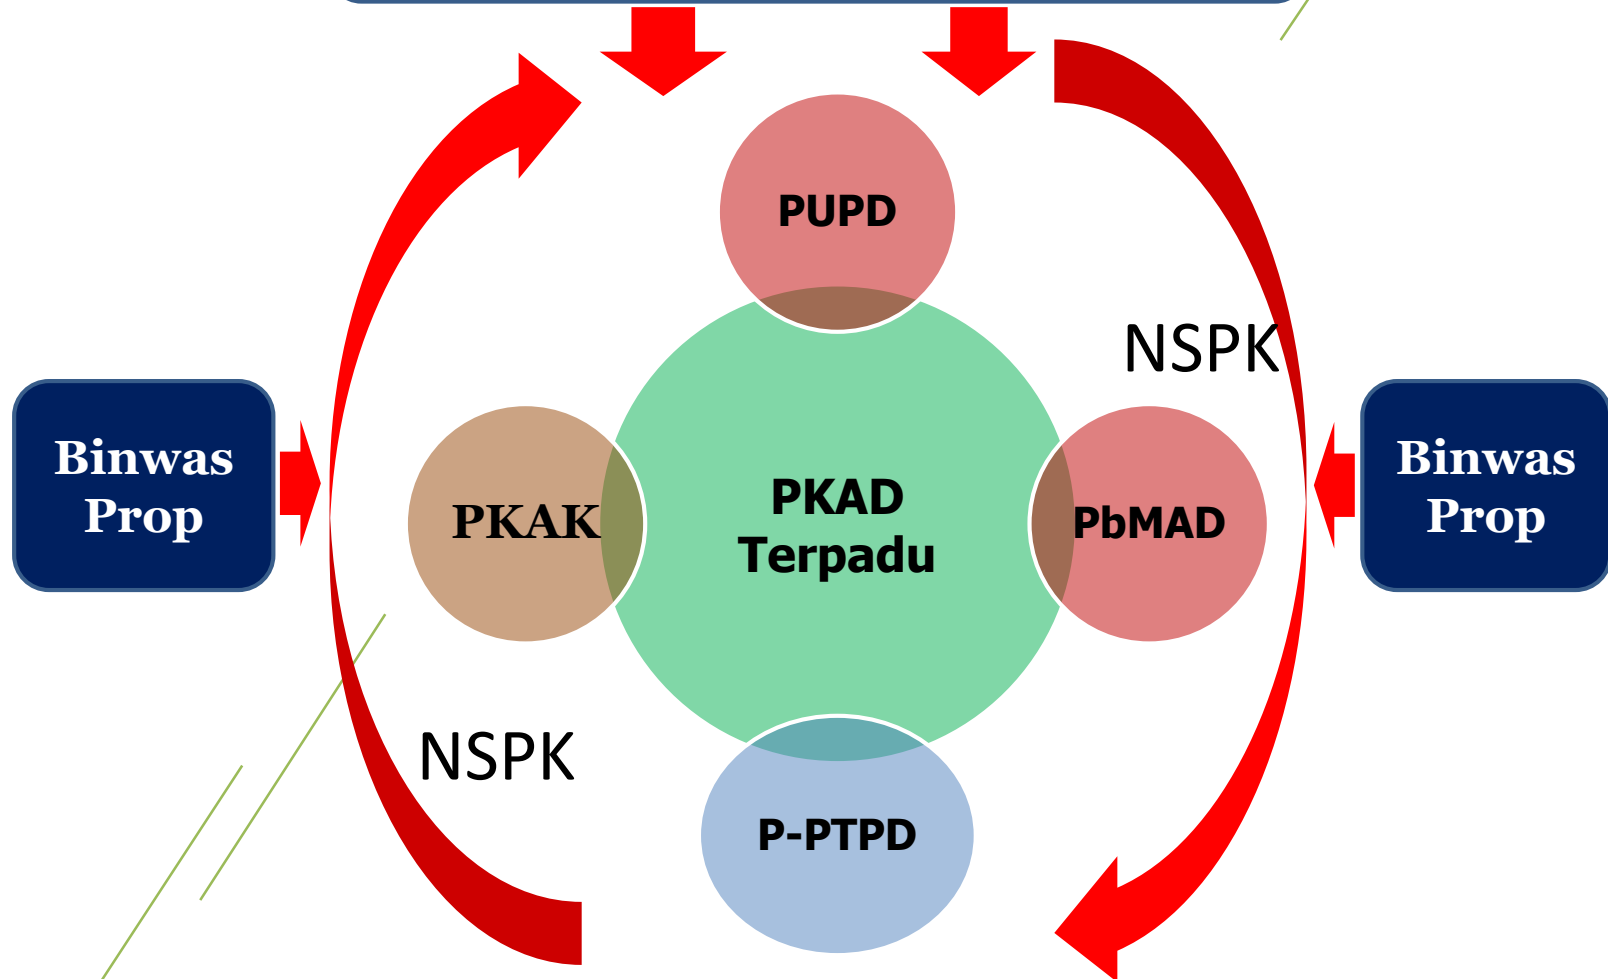 PUPD
NSPK
Binwas
Prop
PKAK
PKAD
Terpadu
PbMAD
Binwas
Prop
NSPK
P-PTPD